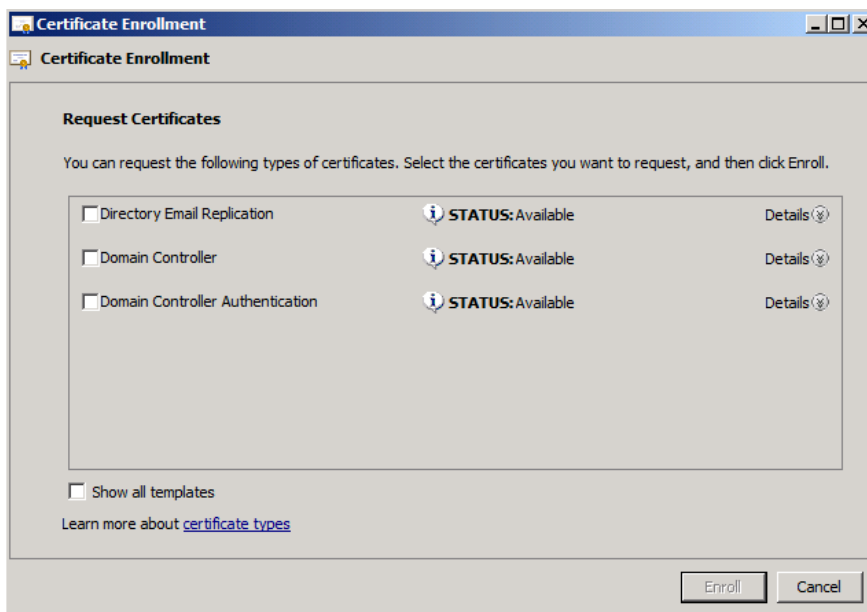 Certificate Enrollment
Certificate Enrollment
Request Certificates
You can request the following types of certificates. Select the certificates you want to request, and then click Enroll.
Directory Email Replication STATUS: Available Details
Domain Controller STATUS: Available Details
Domain Controller Authentication STATUS: Available Details
Show all templates
Learn more about certificate types
Enroll Cancel